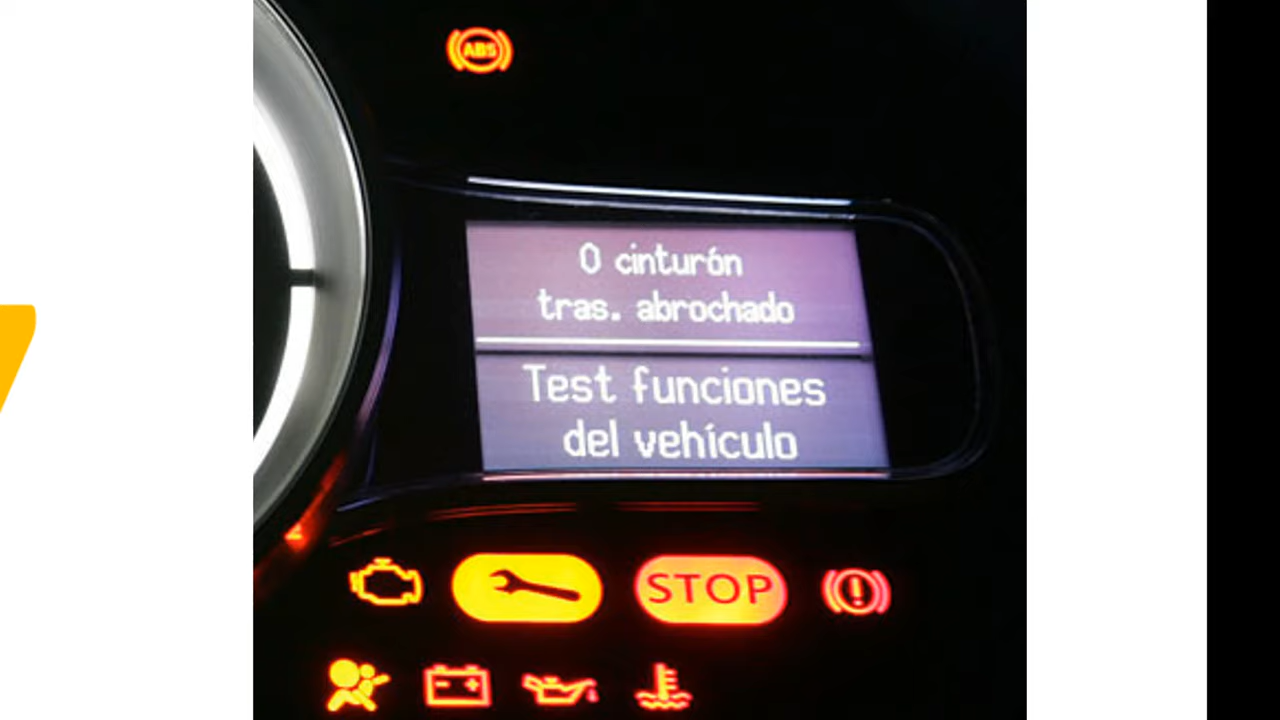 ABS
0 cinturón
tras. abrochado
Test funciones
del vehículo
STOP